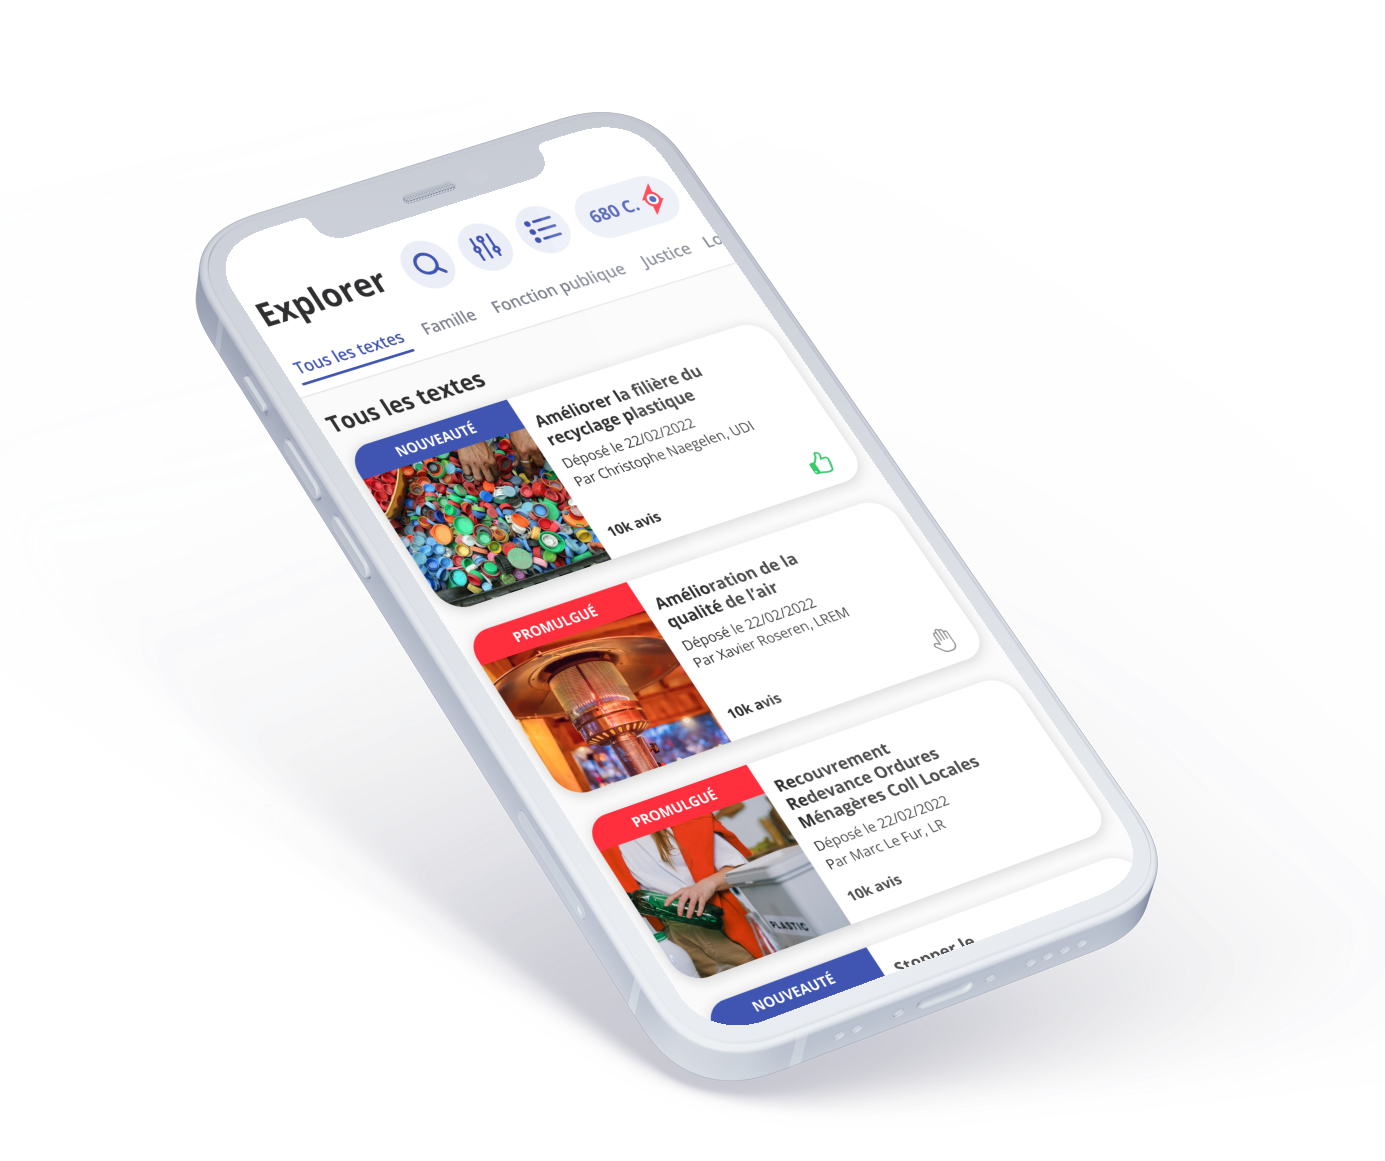 Explorer
680 C.
Tous les textes
Famille
Fonction publique
Justice
Lo
Tous les textes
NOUVEAUTÉ
Améliorer la filière du
recyclage plastique
Déposé le 22/02/2022
Par Christophe Naegelen, UDI
10k avis
PROMULGUÉ
Amélioration de la
qualité de l'air
Déposé le 22/02/2022
Par Xavier Roseren, LREM
10k avis
PROMULGUÉ
PLASTIC
Recouvrement
Redevance Ordures
Ménagères Coll Locales
Déposé le 22/02/2022
Par Marc Le Fur, LR
10k avis
NOUVEAUTÉ
Stopper le